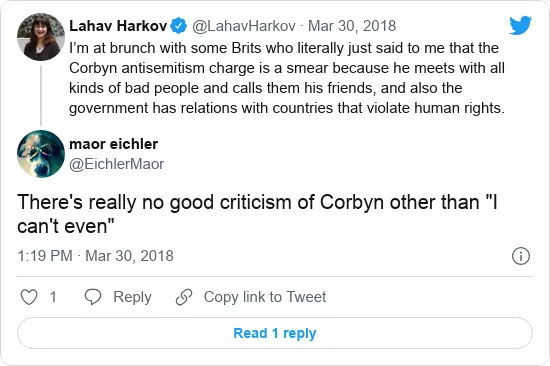 Lahav Harkov @LahavHarkov · Mar 30, 2018
I'm at brunch with some Brits who literally just said to me that the
Corbyn antisemitism charge is a smear because he meets with all
kinds of bad people and calls them his friends, and also the
government has relations with countries that violate human rights.
maor eichler
@EichlerMaor
There's really no good criticism of Corbyn other than "I
can't even"
1:19 PM · Mar 30, 2018
1 Reply Copy link to Tweet
Read 1 reply